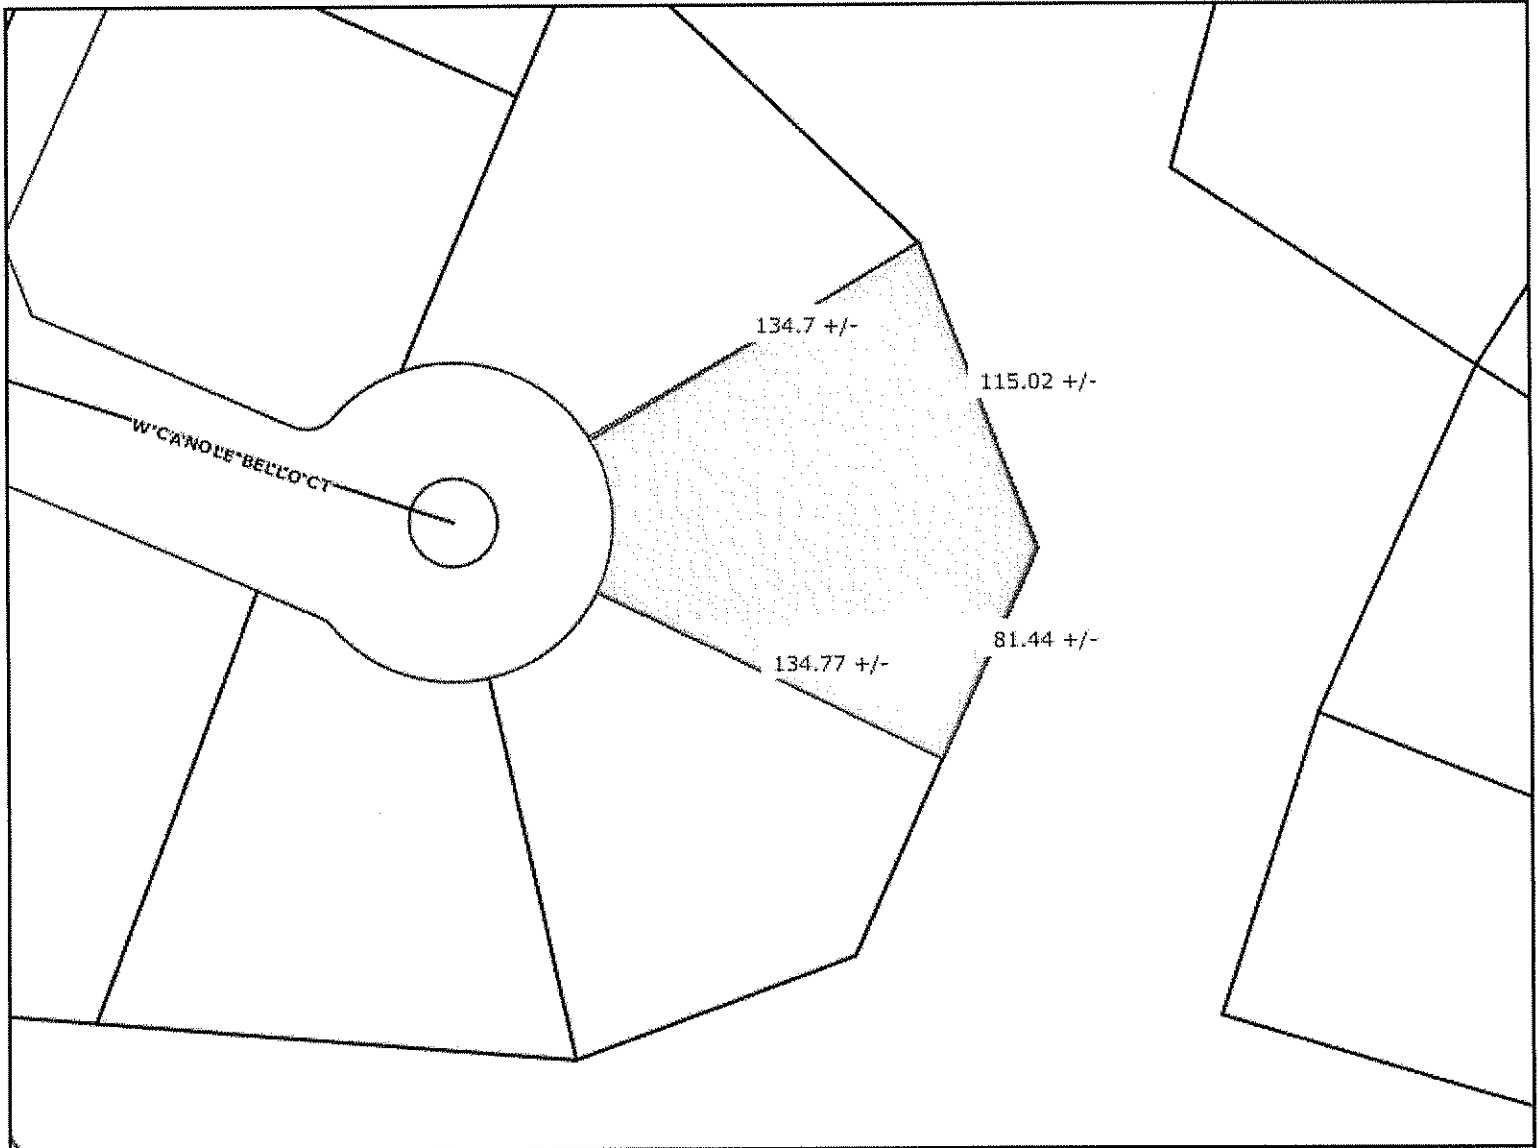 134.7 +/-
115.02 +/-
W CANOLE BELLO CT
81.44 +/-
134.77 +/-